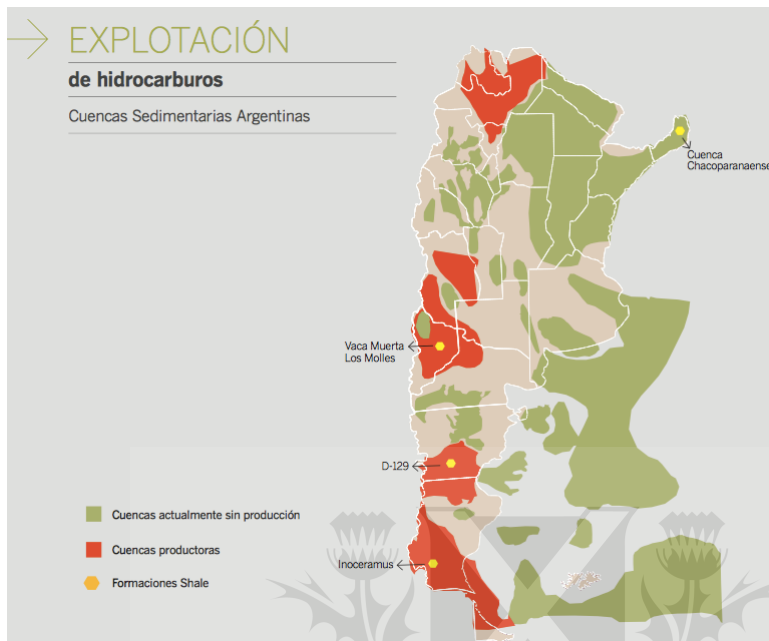 EXPLOTACIÓN
de hidrocarburos
Cuencas Sedimentarias Argentinas
Cuenca
Chacoparanaense
Vaca Muerta
Los Molles
D-129
Cuencas actualmente sin producción
Cuencas productoras
Inoceramus
Formaciones Shale